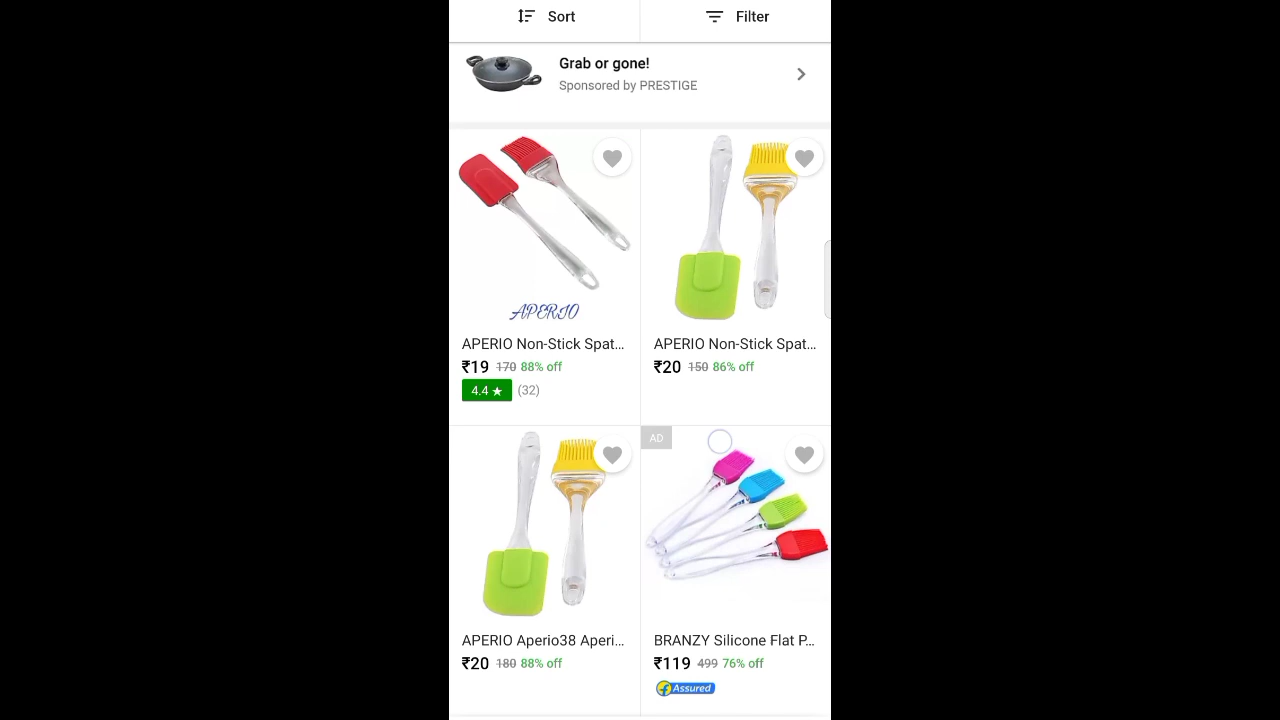 Sort
Filter
Grab or gone!
Sponsored by PRESTIGE
APERIO
APERIO Non-Stick Spat...
₹19 170 88% off
4.4 ★ (32)
APERIO Non-Stick Spat...
₹20 150 86% off
APERIO Aperio38 Aperi...
₹20 180 88% off
AD
BRANZY Silicone Flat P...
₹119 499 76% off
f Assured